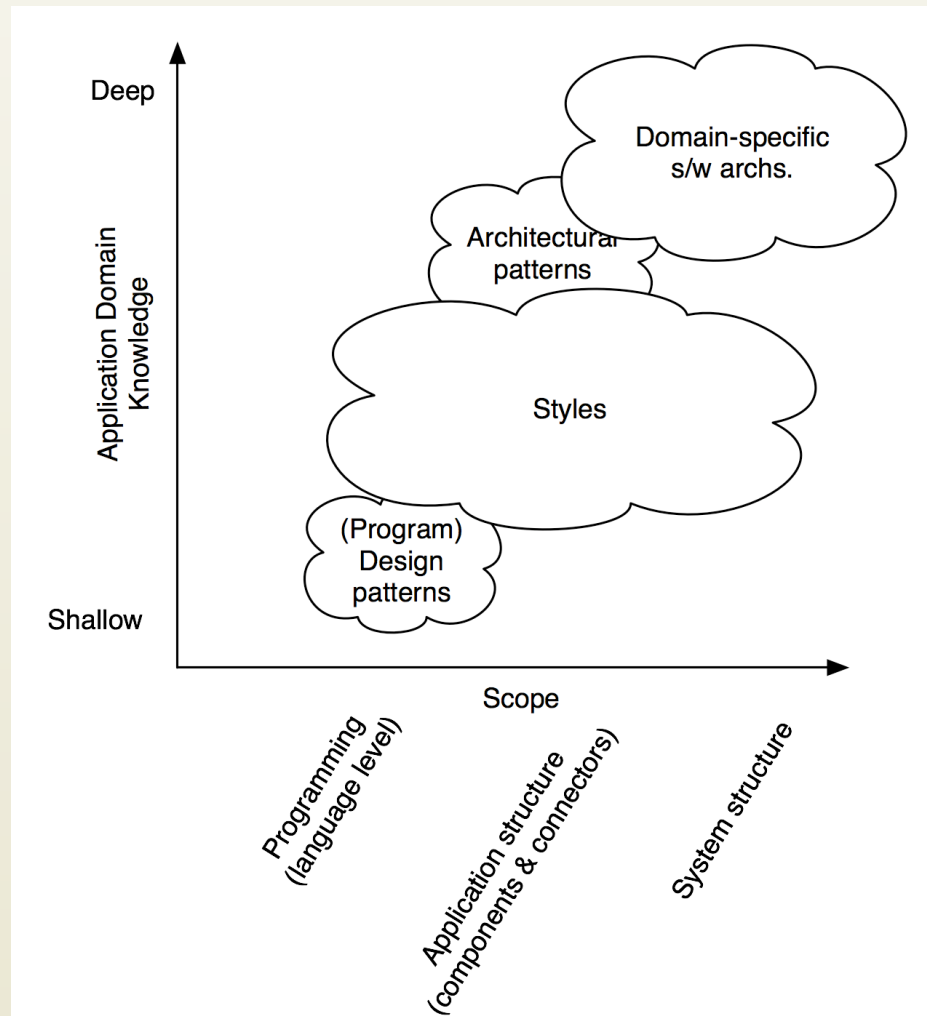 Deep
Domain-specific
s/w archs.
Architectural
patterns
Application Domain
Knowledge
Styles
(Program)
Design
patterns
Shallow
Scope
Programming
(language level)
Application structure
(components & connectors)
System structure